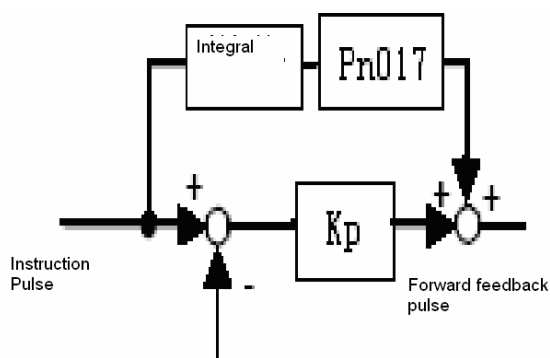 Integral
Pn017
+
+
+
Kp
-
Instruction
Pulse
Forward feedback
pulse